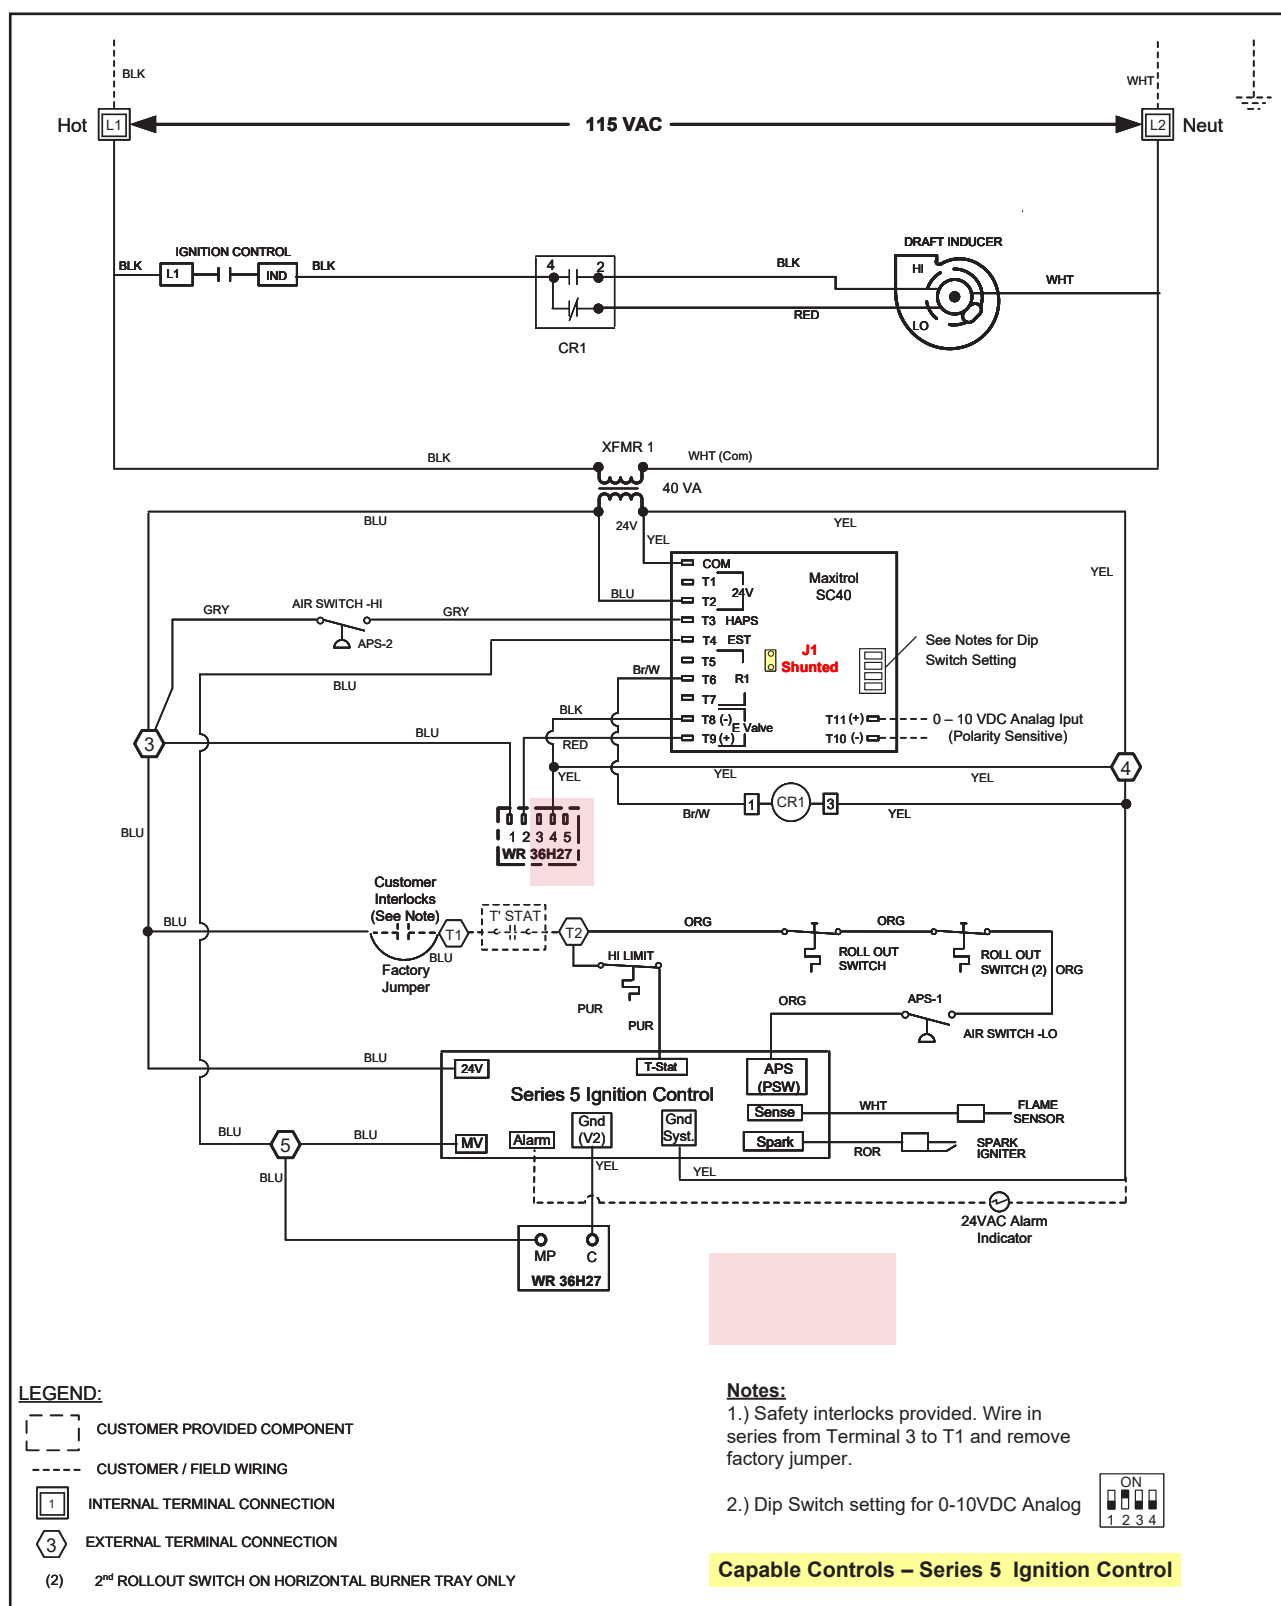 BLK
WHT
Hot
L1
115 VAC
L2
Neut
IGNITION CONTROL
DRAFT INDUCER
BLK
L1
IND
BLK
4
2
BLK
HI
WHT
RED
LO
CR1
XFMR 1
BLK
WHT (Com)
40 VA
BLU
24V
YEL
YEL
YEL
COM
Maxitrol
SC40
T1
24V
BLU
T2
GRY
AIR SWITCH -HI
GRY
T3
HAPS
APS-2
T4
EST
J1
Shunted
See Notes for Dip
Switch Setting
T5
BLU
Br/W
T6
R1
T7
BLK
T8 (-)
E Valve
T11 (+)
0 – 10 VDC Analag Iput
(Polarity Sensitive)
3
BLU
RED
T9 (+)
T10 (-)
YEL
YEL
YEL
4
Br/W
1
CR1
3
YEL
BLU
1 2 3 4 5
WR 36H27
Customer
Interlocks
(See Note)
BLU
T1
T' STAT
T2
ORG
ORG
BLU
Factory
Jumper
HI LIMIT
ROLL OUT
SWITCH
ROLL OUT
SWITCH (2)
ORG
PUR
PUR
ORG
APS-1
AIR SWITCH -LO
BLU
24V
T-Stat
APS
(PSW)
Series 5 Ignition Control
Sense
WHT
FLAME
SENSOR
Gnd
(V2)
Gnd
Syst.
BLU
5
BLU
MV
Alarm
Spark
ROR
SPARK
IGNITER
BLU
YEL
YEL
24VAC Alarm
Indicator
MP
C
WR 36H27
LEGEND:
CUSTOMER PROVIDED COMPONENT
CUSTOMER / FIELD WIRING
1
INTERNAL TERMINAL CONNECTION
3
EXTERNAL TERMINAL CONNECTION
(2)
2nd ROLLOUT SWITCH ON HORIZONTAL BURNER TRAY ONLY
Notes:
1.) Safety interlocks provided. Wire in
series from Terminal 3 to T1 and remove
factory jumper.
2.) Dip Switch setting for 0-10VDC Analog
ON
1 2 3 4
Capable Controls – Series 5 Ignition Control